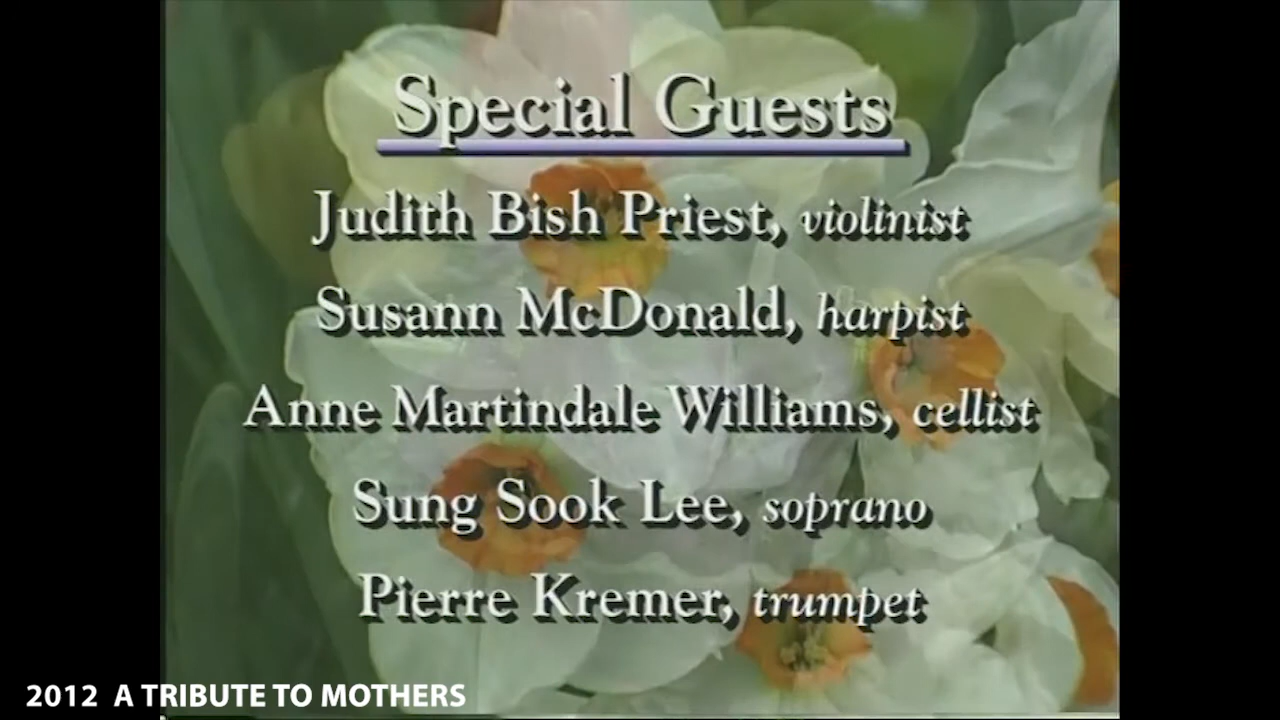 Special Guests
Judith Bish Priest, violinist
Susann McDonald, harpist
Anne Martindale Williams, cellist
Sung Sook Lee, soprano
Pierre Kremer, trumpet
2012 A TRIBUTE TO MOTHERS